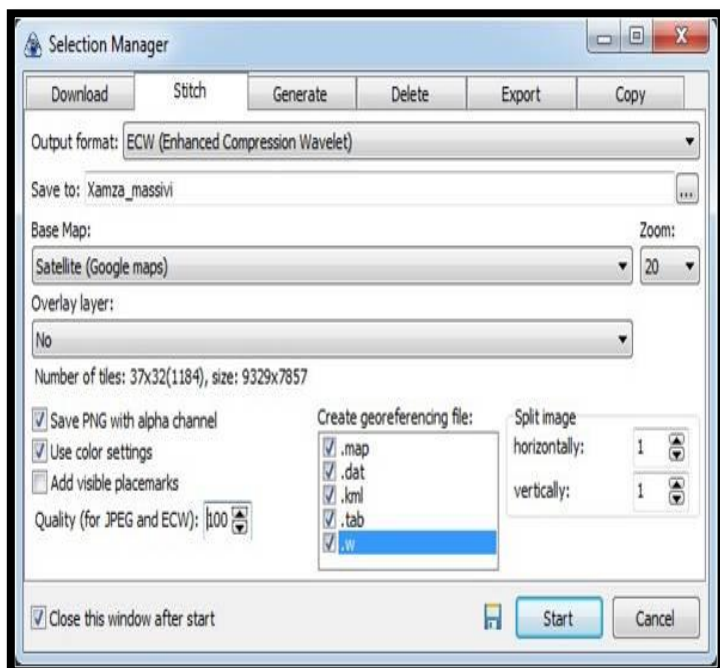 Selection Manager
Download Stitch Generate Delete Export Copy
Output format: ECW (Enhanced Compression Wavelet)
Save to: Xamza_massivi ...
Base Map: Zoom:
Satellite (Google maps) 20
Overlay layer:
No
Number of tiles: 37x32(1184), size: 9329x7857
Save PNG with alpha channel
Use color settings
Add visible placemarks
Quality (for JPEG and ECW): 100
Create georeferencing file:
.map
.dat
.kml
.tab
.w
Split image
horizontally: 1
vertically: 1
Close this window after start Start Cancel